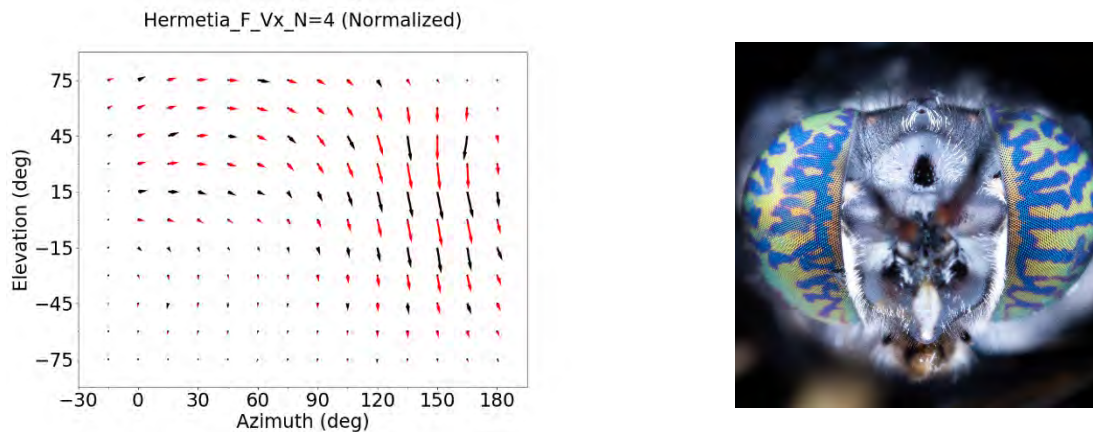 Hermetia_F_Vx_N=4 (Normalized)
75
45
15
−15
−45
−75
Elevation (deg)
−30 0 30 60 90 120 150 180
Azimuth (deg)